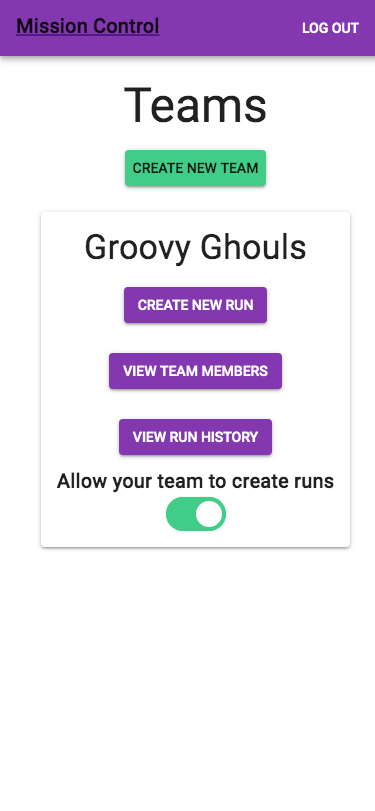 Mission Control
LOG OUT
Teams
CREATE NEW TEAM
Groovy Ghouls
CREATE NEW RUN
VIEW TEAM MEMBERS
VIEW RUN HISTORY
Allow your team to create runs